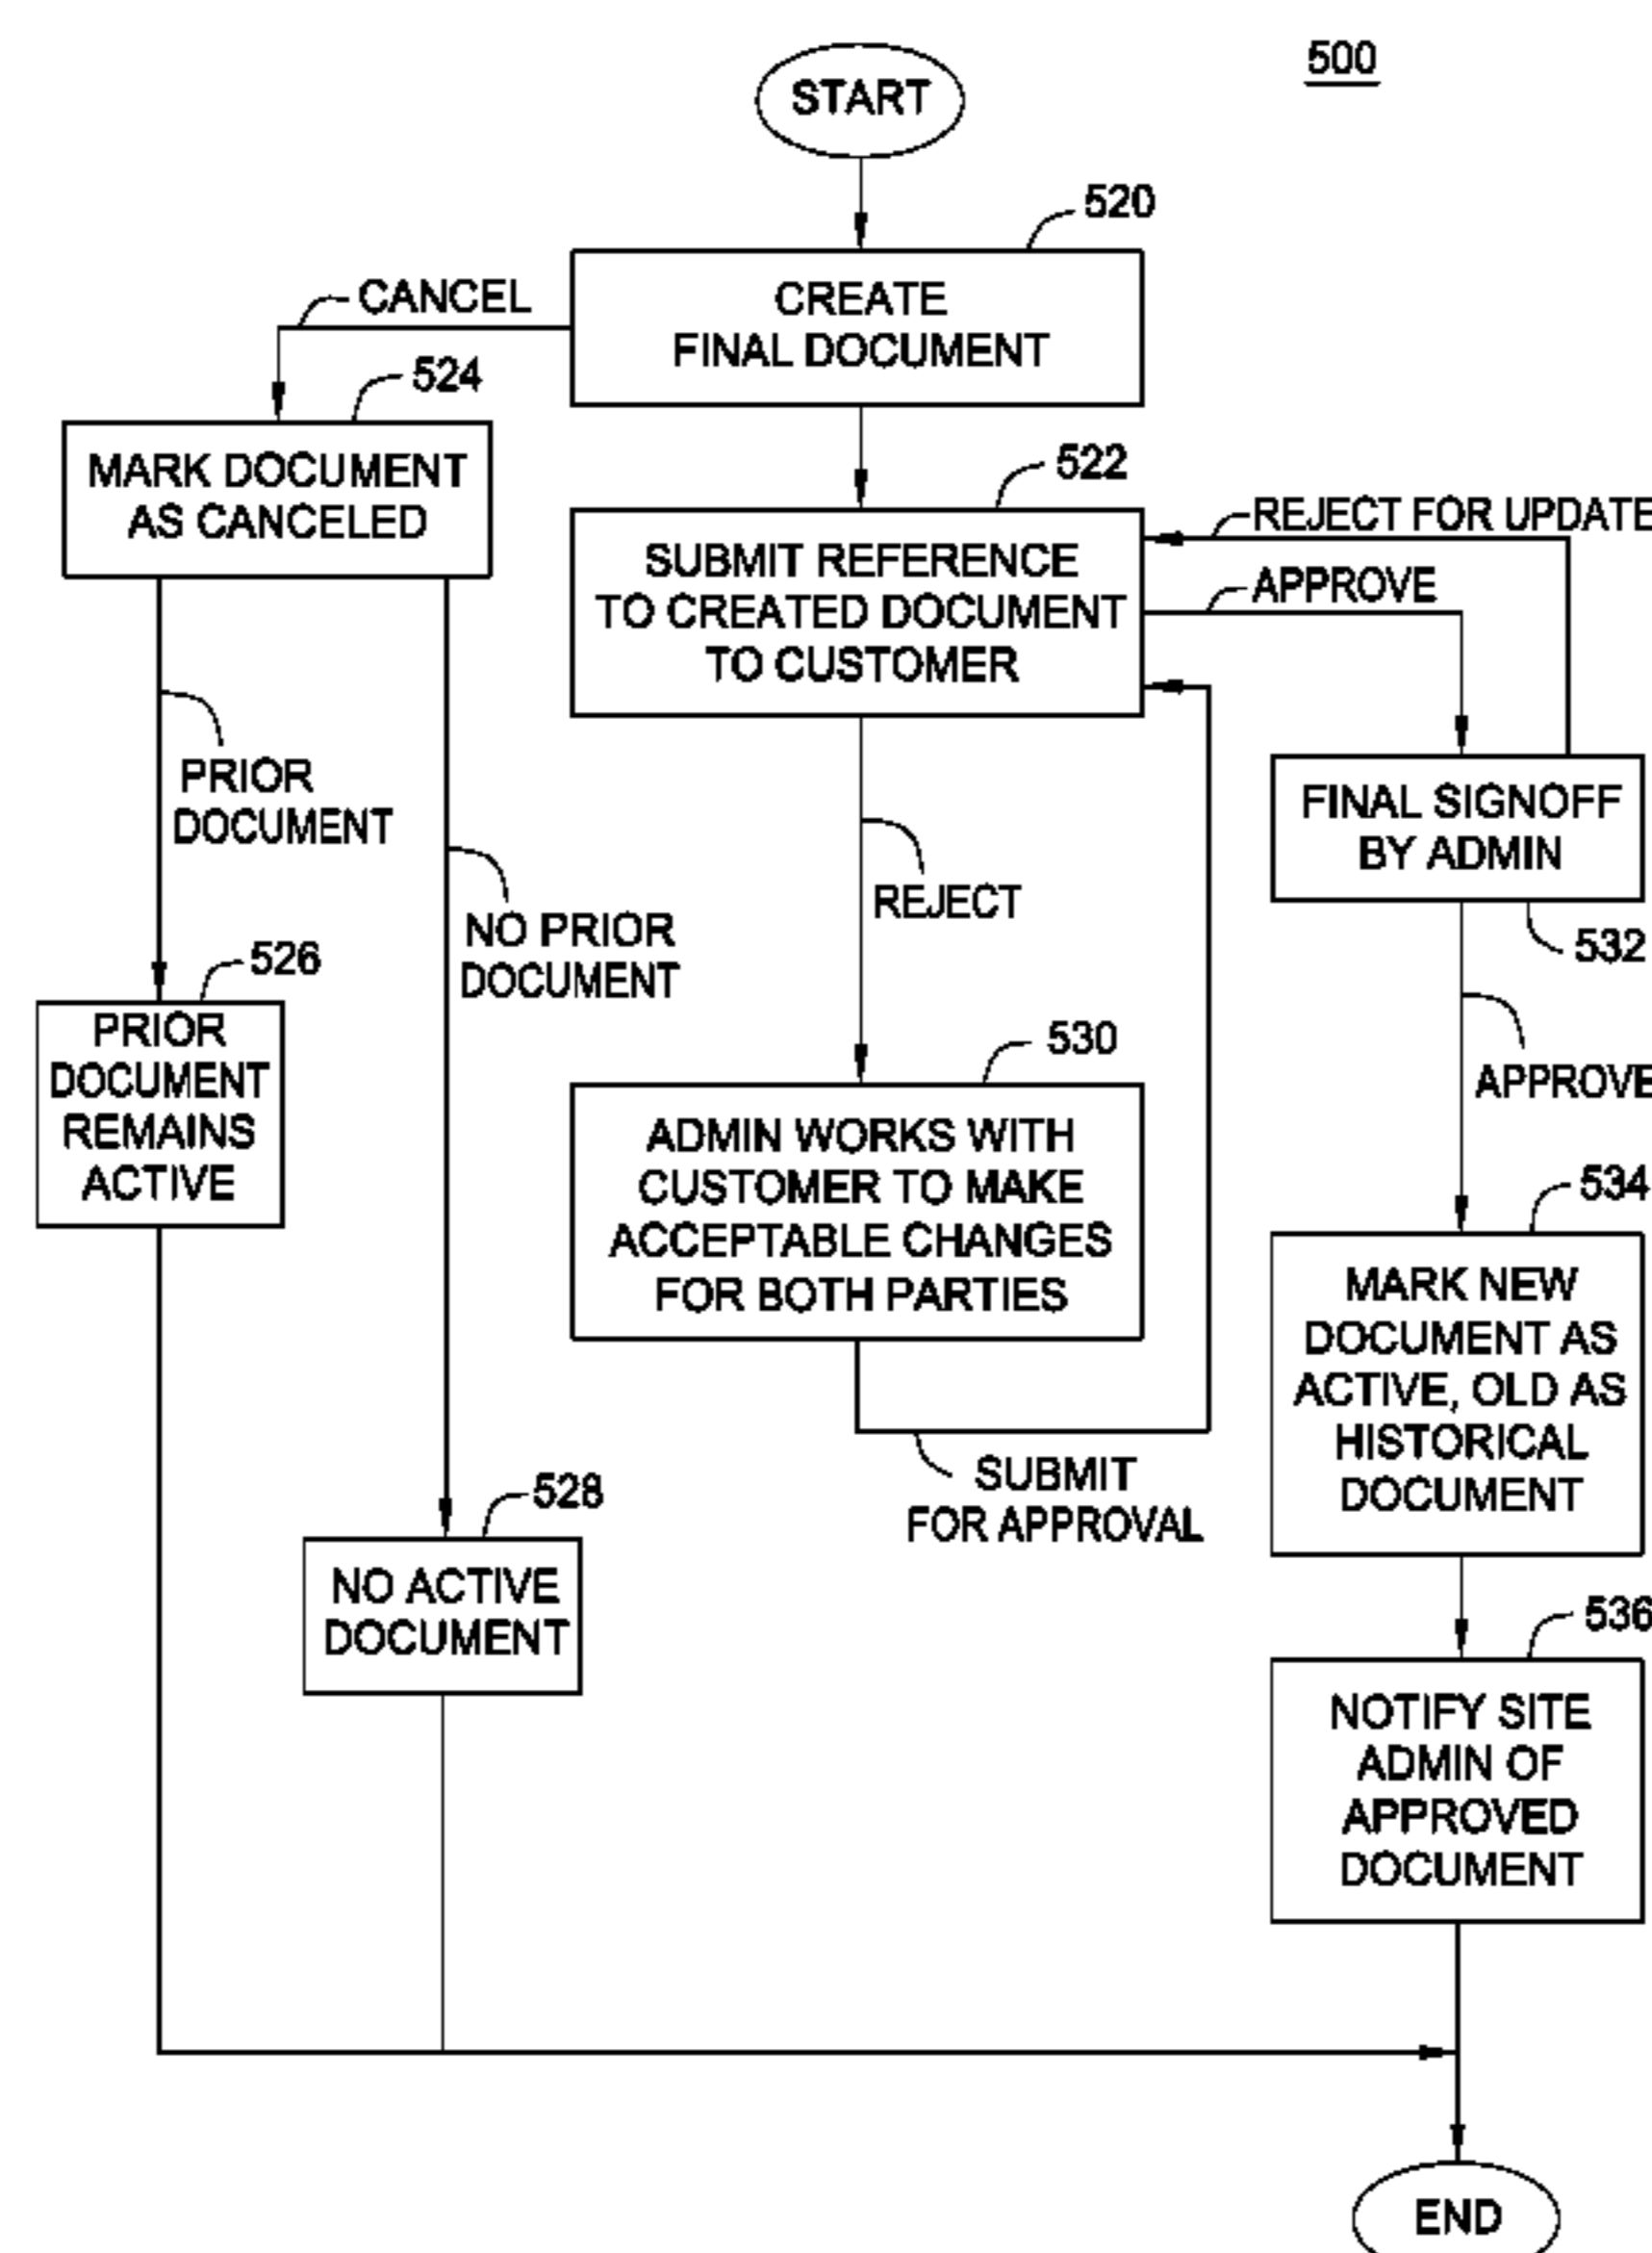 500
START
520
CREATE
FINAL DOCUMENT
CANCEL
524
MARK DOCUMENT
AS CANCELED
522
SUBMIT REFERENCE
TO CREATED DOCUMENT
TO CUSTOMER
REJECT FOR UPDATE
APPROVE
PRIOR
DOCUMENT
NO PRIOR
DOCUMENT
REJECT
FINAL SIGNOFF
BY ADMIN
532
526
PRIOR
DOCUMENT
REMAINS
ACTIVE
530
ADMIN WORKS WITH
CUSTOMER TO MAKE
ACCEPTABLE CHANGES
FOR BOTH PARTIES
APPROVE
534
MARK NEW
DOCUMENT AS
ACTIVE, OLD AS
HISTORICAL
DOCUMENT
SUBMIT
FOR APPROVAL
528
NO ACTIVE
DOCUMENT
536
NOTIFY SITE
ADMIN OF
APPROVED
DOCUMENT
END